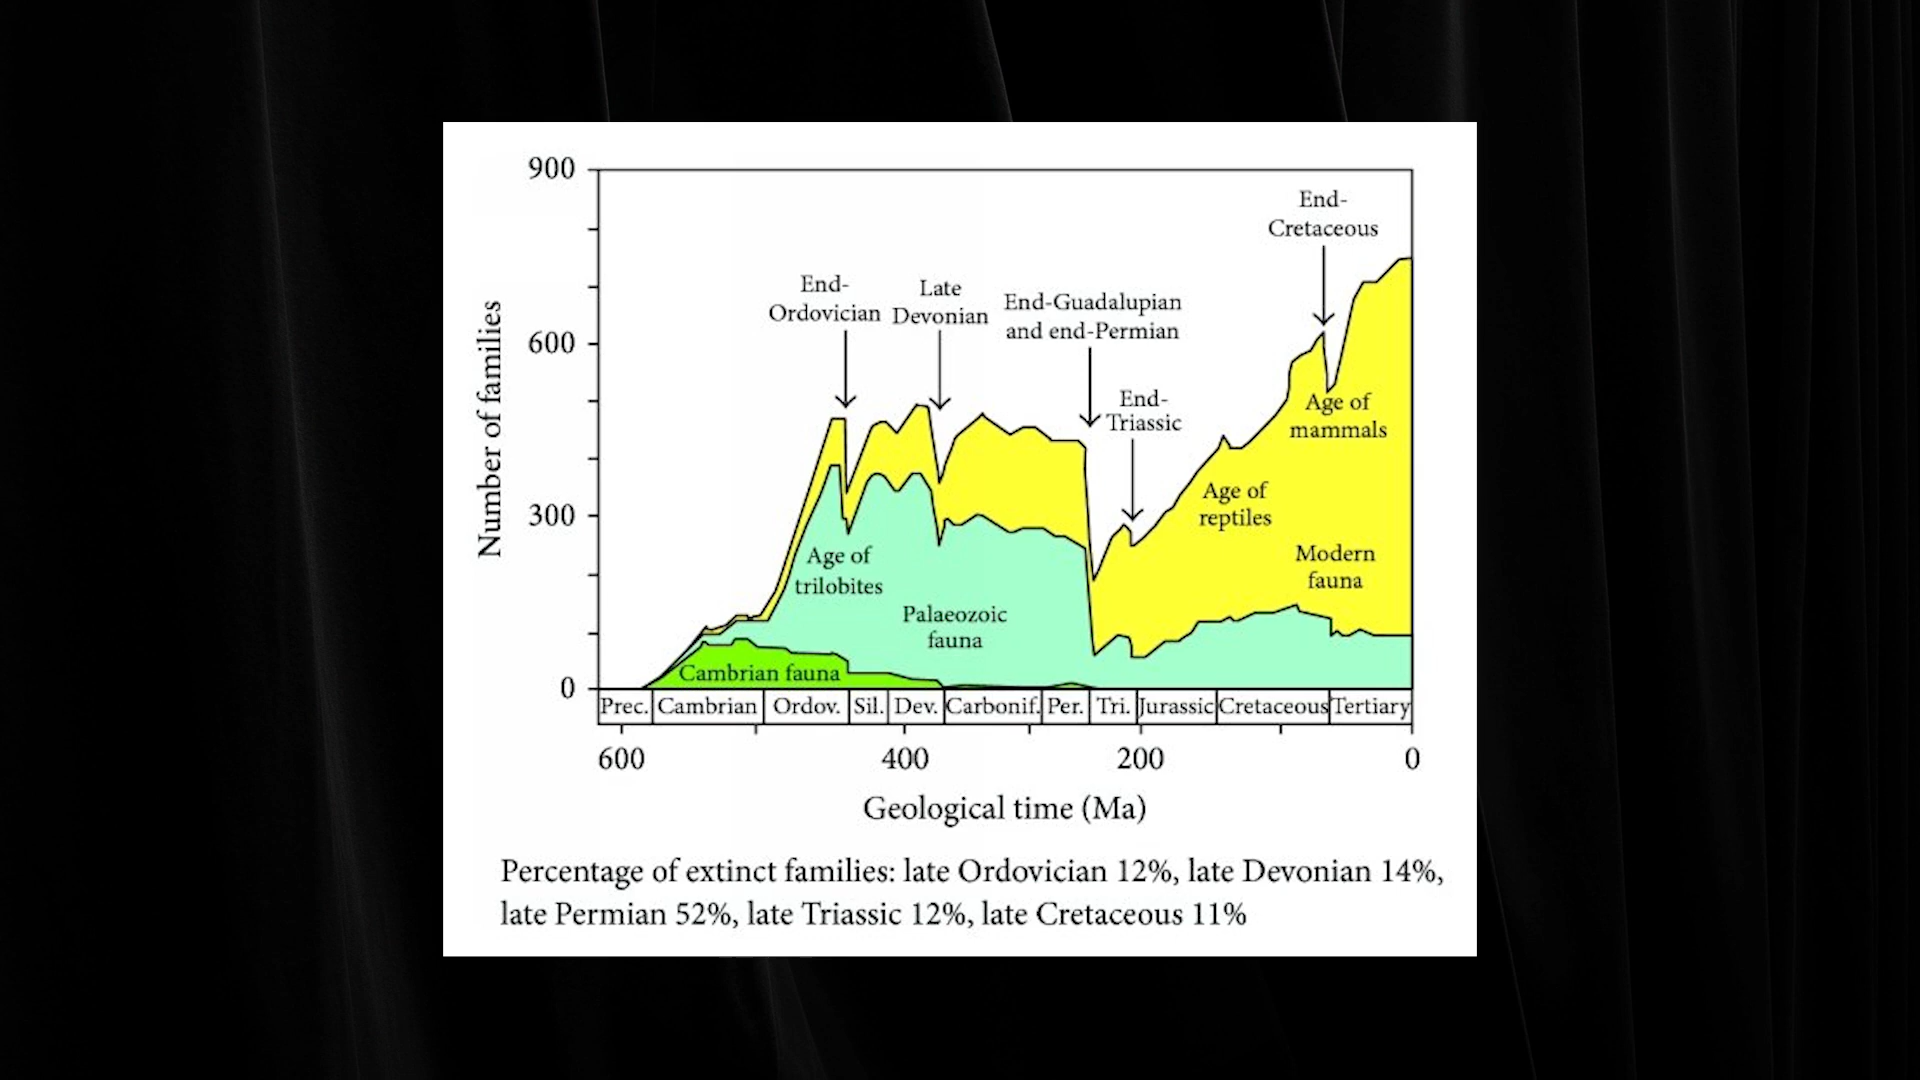 900
600
300
0
Number of families
End-
Ordovician
Late
Devonian
End-Guadalupian
and end-Permian
End-
Triassic
End-
Cretaceous
Age of
mammals
Age of
reptiles
Modern
fauna
Age of
trilobites
Palaeozoic
fauna
Cambrian fauna
Prec. Cambrian Ordov. Sil. Dev. Carbonif. Per. Tri. Jurassic Cretaceous Tertiary
600 400 200 0
Geological time (Ma)
Percentage of extinct families: late Ordovician 12%, late Devonian 14%,
late Permian 52%, late Triassic 12%, late Cretaceous 11%